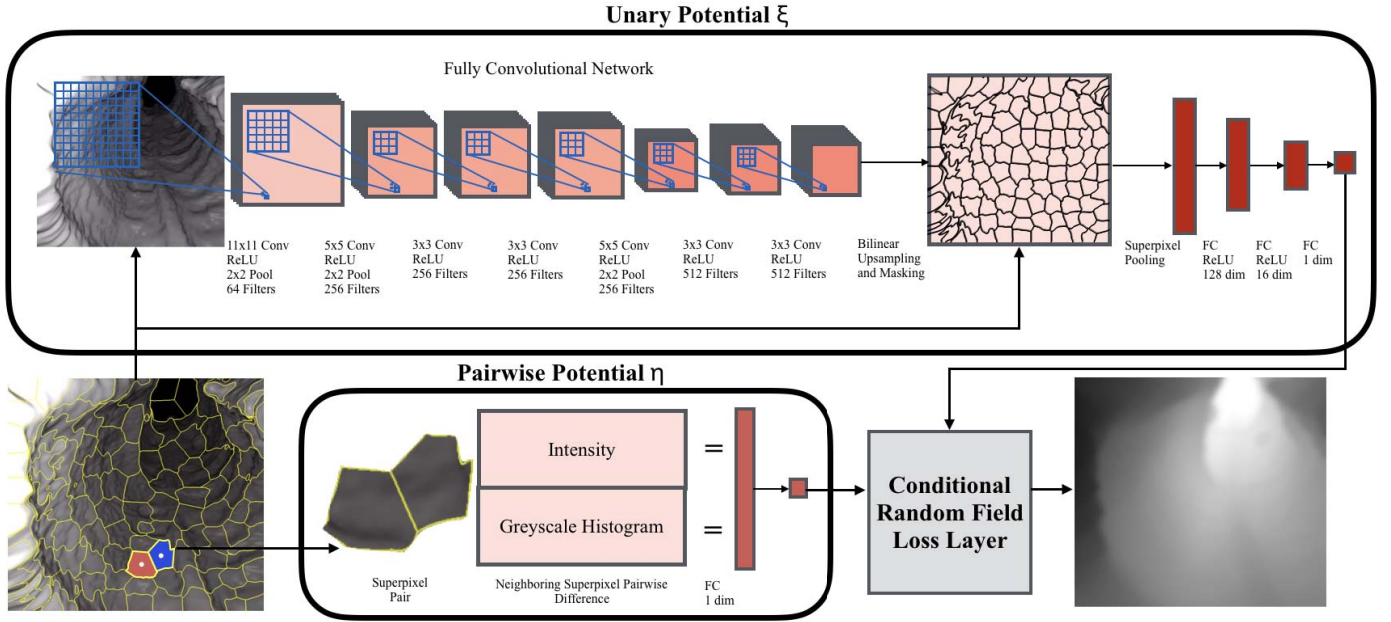 Unary Potential ξ
Fully Convolutional Network
11x11 Conv
ReLU
2x2 Pool
64 Filters
5x5 Conv
ReLU
2x2 Pool
256 Filters
3x3 Conv
ReLU
256 Filters
3x3 Conv
ReLU
256 Filters
5x5 Conv
ReLU
2x2 Pool
256 Filters
3x3 Conv
ReLU
512 Filters
3x3 Conv
ReLU
512 Filters
Bilinear
Upsampling
and Masking
Superpixel
Pooling
FC
ReLU
128 dim
FC
ReLU
16 dim
FC
1 dim
Pairwise Potential η
Intensity
=
Greyscale Histogram
=
Superpixel
Pair
Neighboring Superpixel Pairwise
Difference
FC
1 dim
Conditional
Random Field
Loss Layer